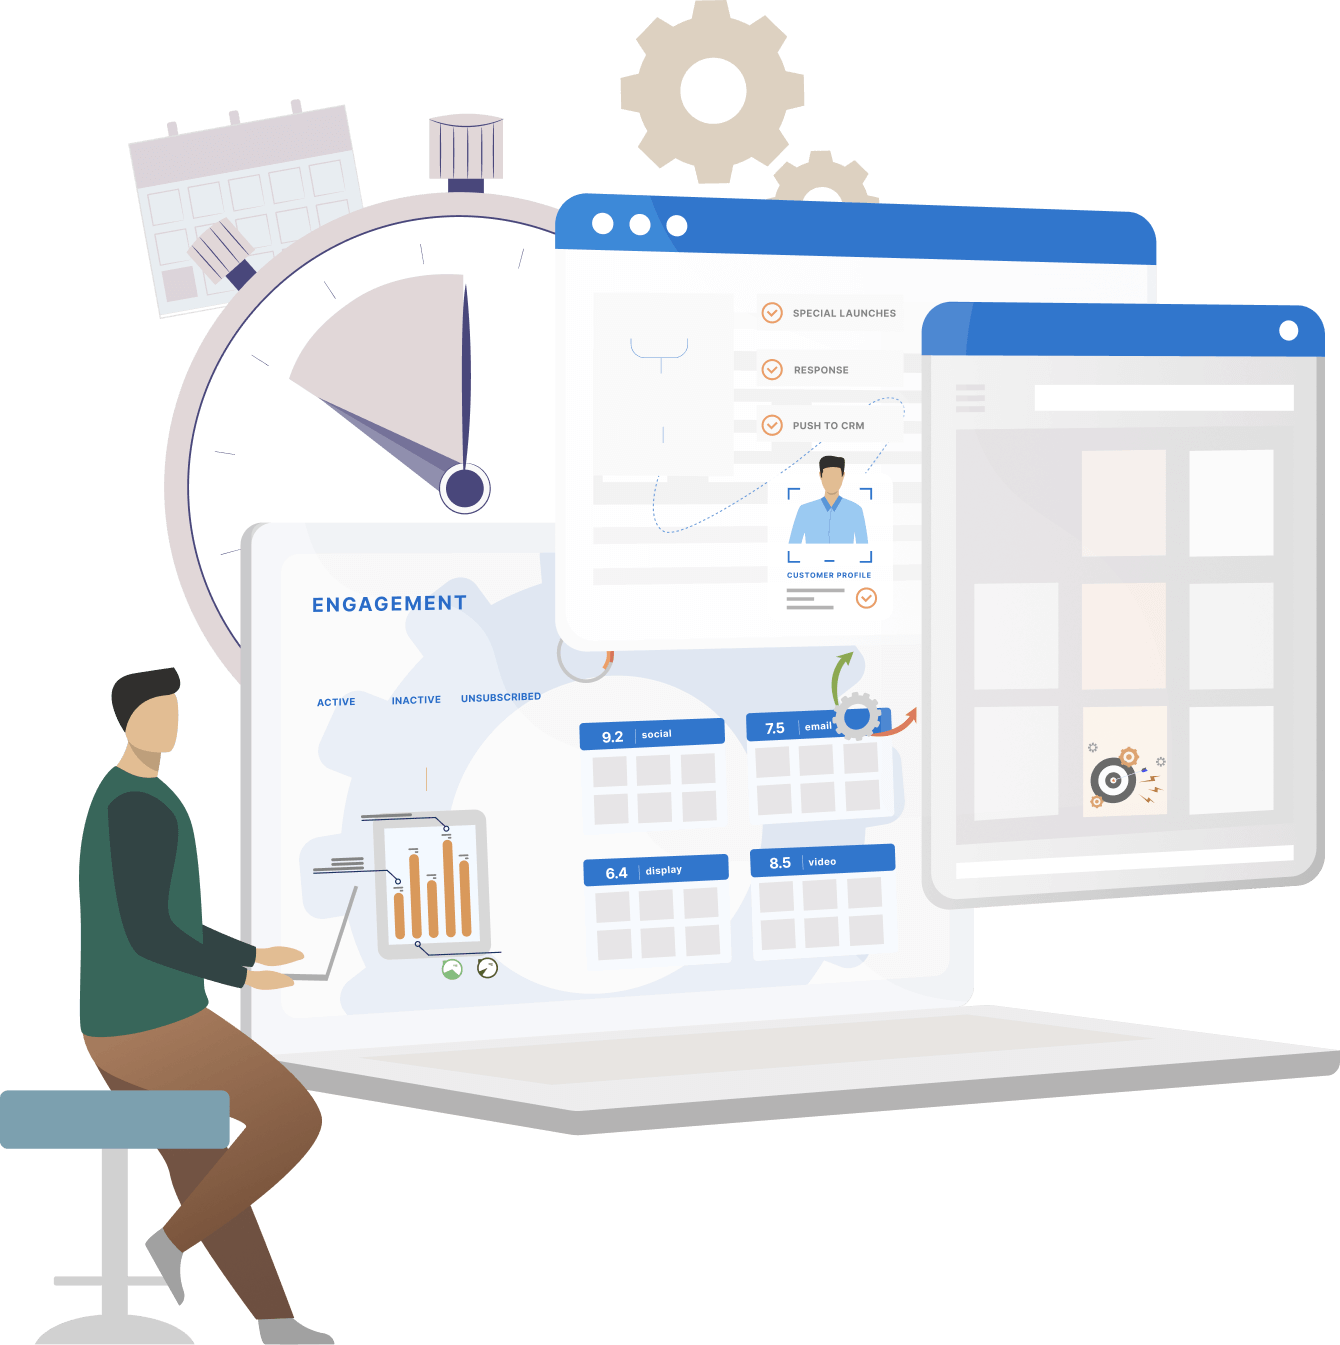 SPECIAL LAUNCHES
RESPONSE
PUSH TO CRM
CUSTOMER PROFILE
ENGAGEMENT
ACTIVE INACTIVE UNSUBSCRIBED
9.2 social
7.5 email
6.4 display
8.5 video